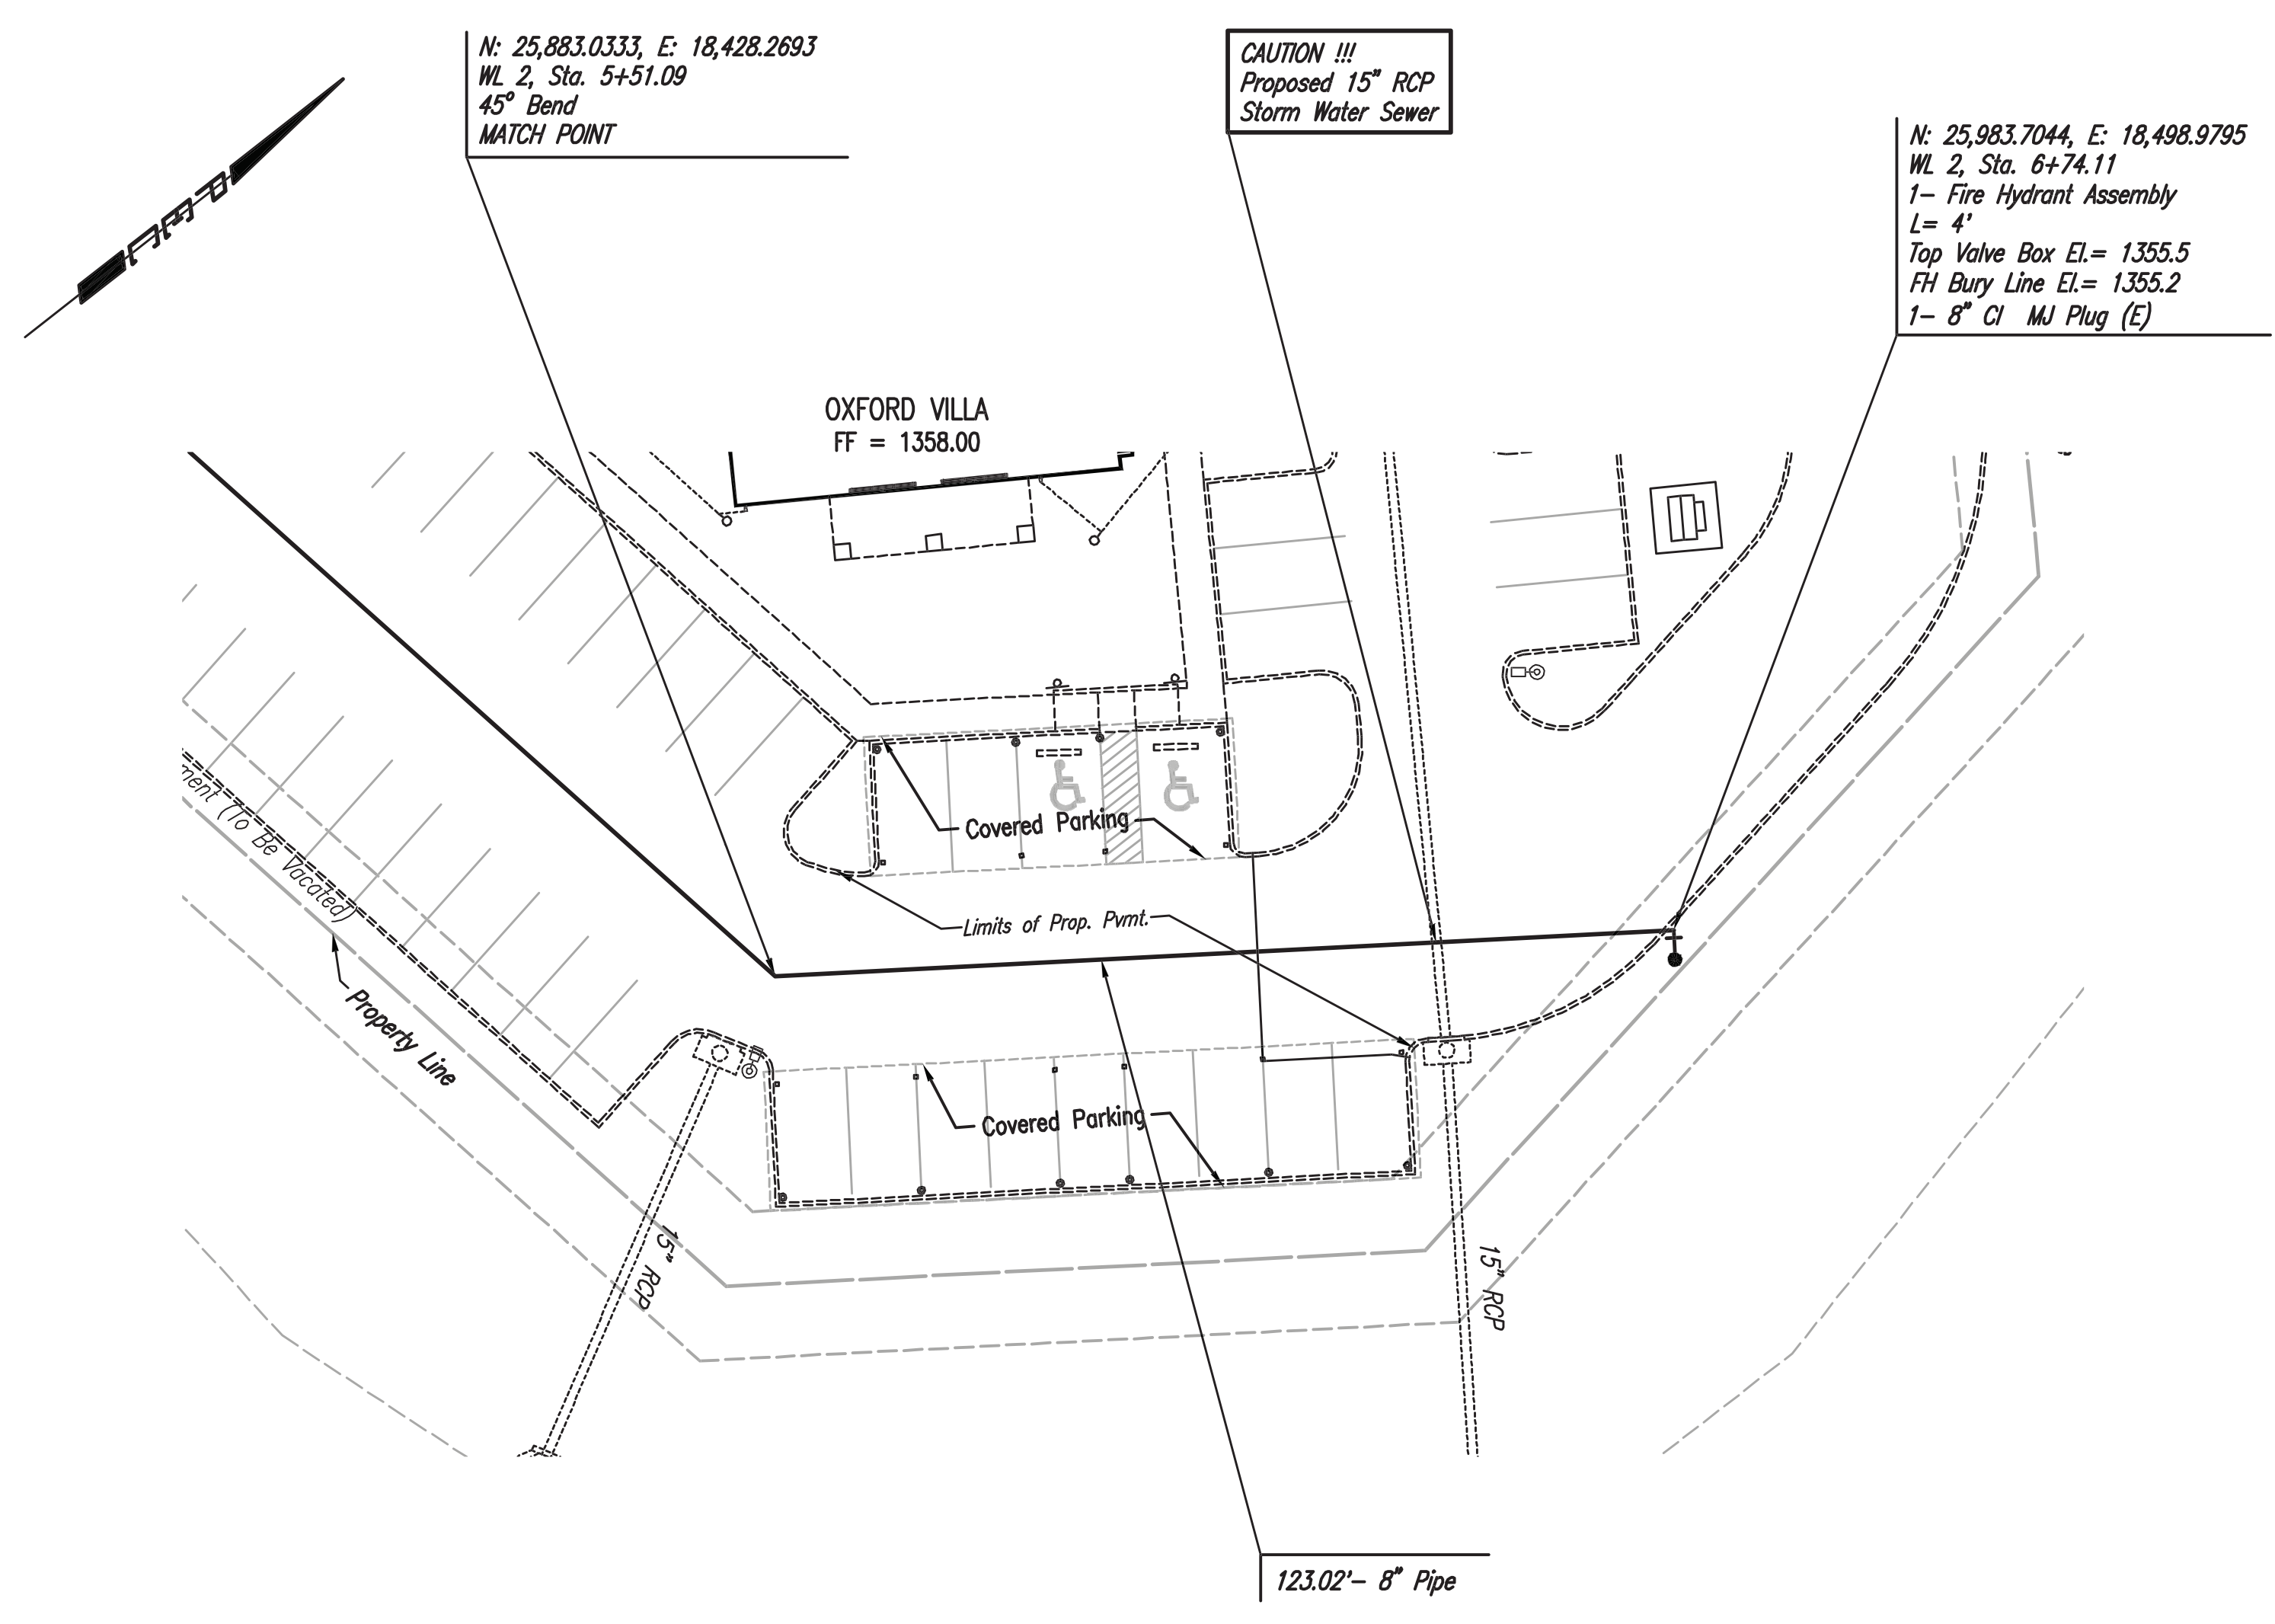 N: 25,883.0333, E: 18,428.2693
WL 2, Sta. 5+51.09
45° Bend
MATCH POINT
CAUTION !!!
Proposed 15" RCP
Storm Water Sewer
N: 25,983.7044, E: 18,498.9795
WL 2, Sta. 6+74.11
1- Fire Hydrant Assembly
L= 4'
Top Valve Box El.= 1355.5
FH Bury Line El.= 1355.2
1- 8" CI MJ Plug (E)
OXFORD VILLA
FF = 1358.00
Covered Parking
(To Be Vacated)
Limits of Prop. Pvmt.
Property Line
Covered Parking
15" RCP
15" RCP
123.02'- 8" Pipe